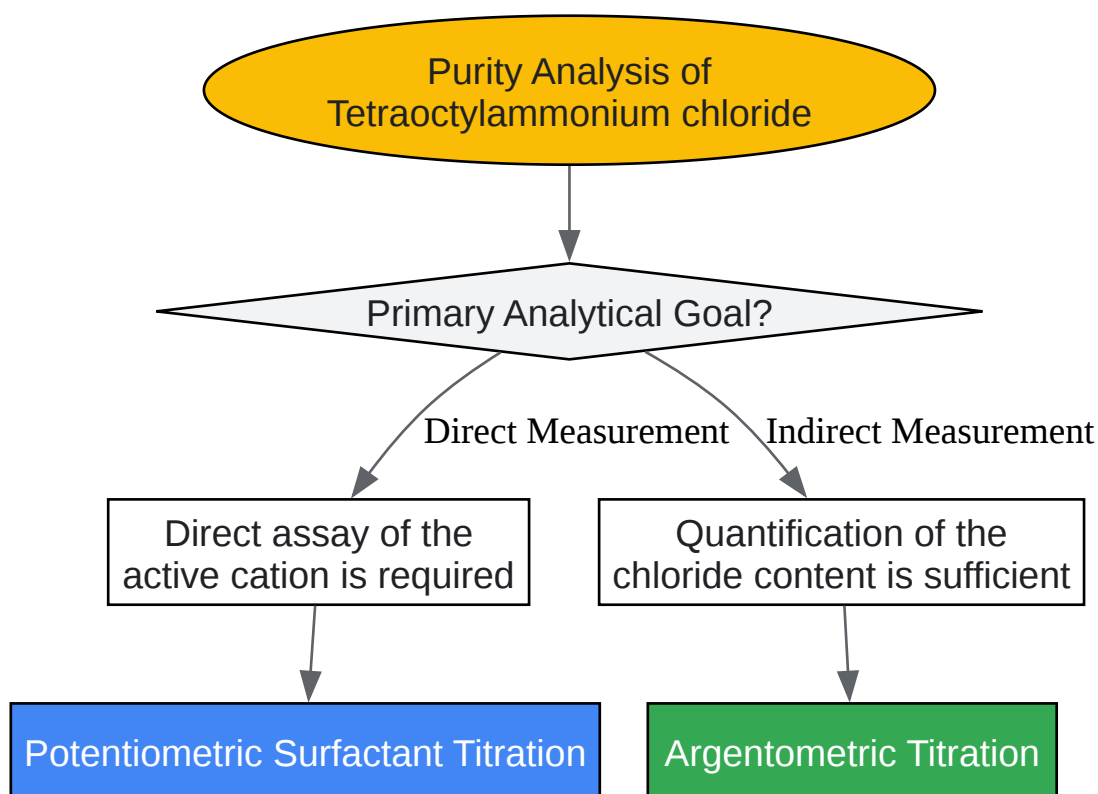 Purity Analysis of
Tetraoctylammonium chloride
Primary Analytical Goal?
Direct Measurement
Indirect Measurement
Direct assay of the
active cation is required
Quantification of the
chloride content is sufficient
Potentiometric Surfactant Titration
Argentometric Titration